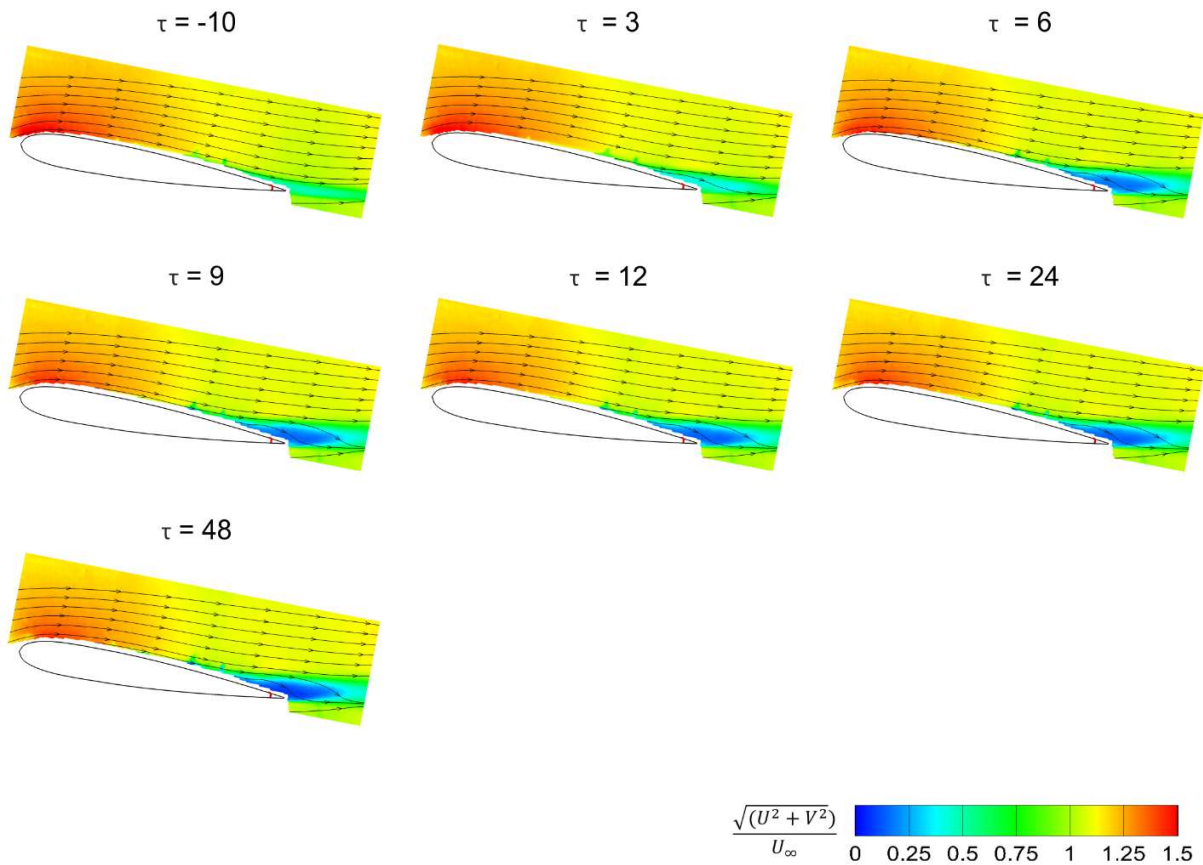 τ = -10
τ = 3
τ = 6
τ = 9
τ = 12
τ = 24
τ = 48
√(U² + V²)
U∞
0 0.25 0.5 0.75 1 1.25 1.5